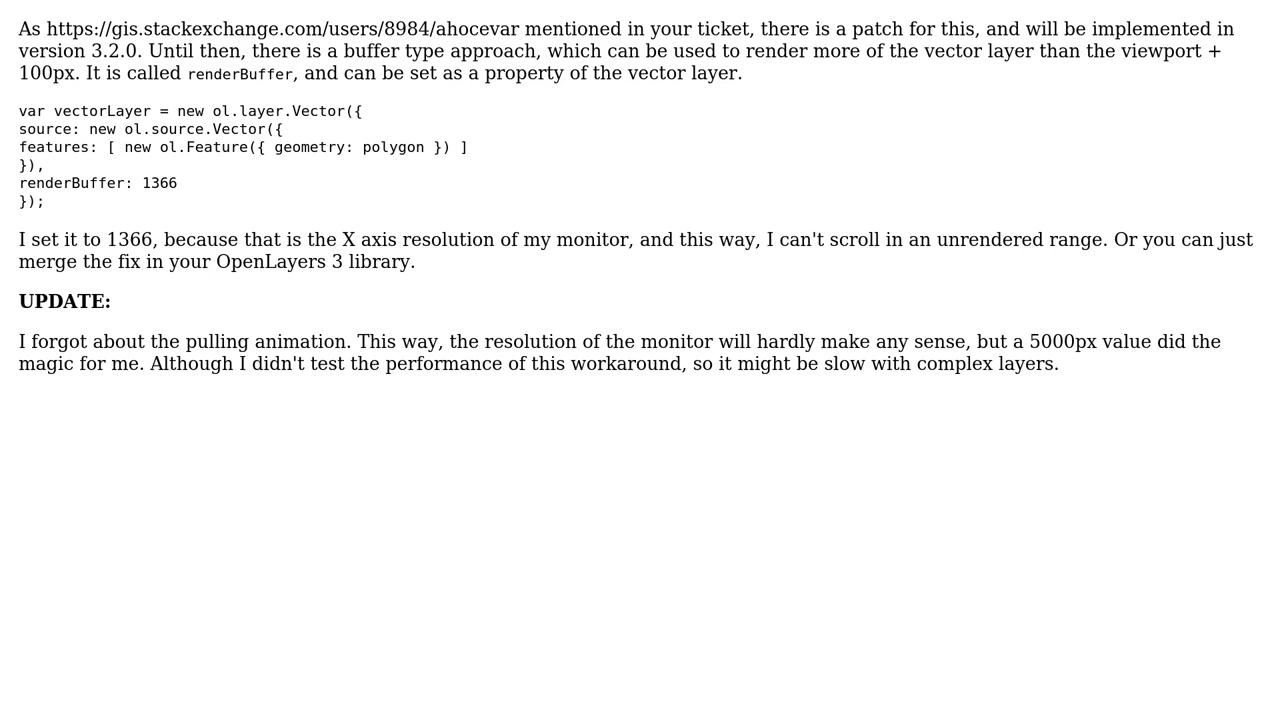 As https://gis.stackexchange.com/users/8984/ahocevar mentioned in your ticket, there is a patch for this, and will be implemented in
version 3.2.0. Until then, there is a buffer type approach, which can be used to render more of the vector layer than the viewport +
100px. It is called renderBuffer, and can be set as a property of the vector layer.
var vectorLayer = new ol.layer.Vector({
source: new ol.source.Vector({
features: [ new ol.Feature({ geometry: polygon }) ]
}),
renderBuffer: 1366
});
I set it to 1366, because that is the X axis resolution of my monitor, and this way, I can't scroll in an unrendered range. Or you can just
merge the fix in your OpenLayers 3 library.
UPDATE:
I forgot about the pulling animation. This way, the resolution of the monitor will hardly make any sense, but a 5000px value did the
magic for me. Although I didn't test the performance of this workaround, so it might be slow with complex layers.